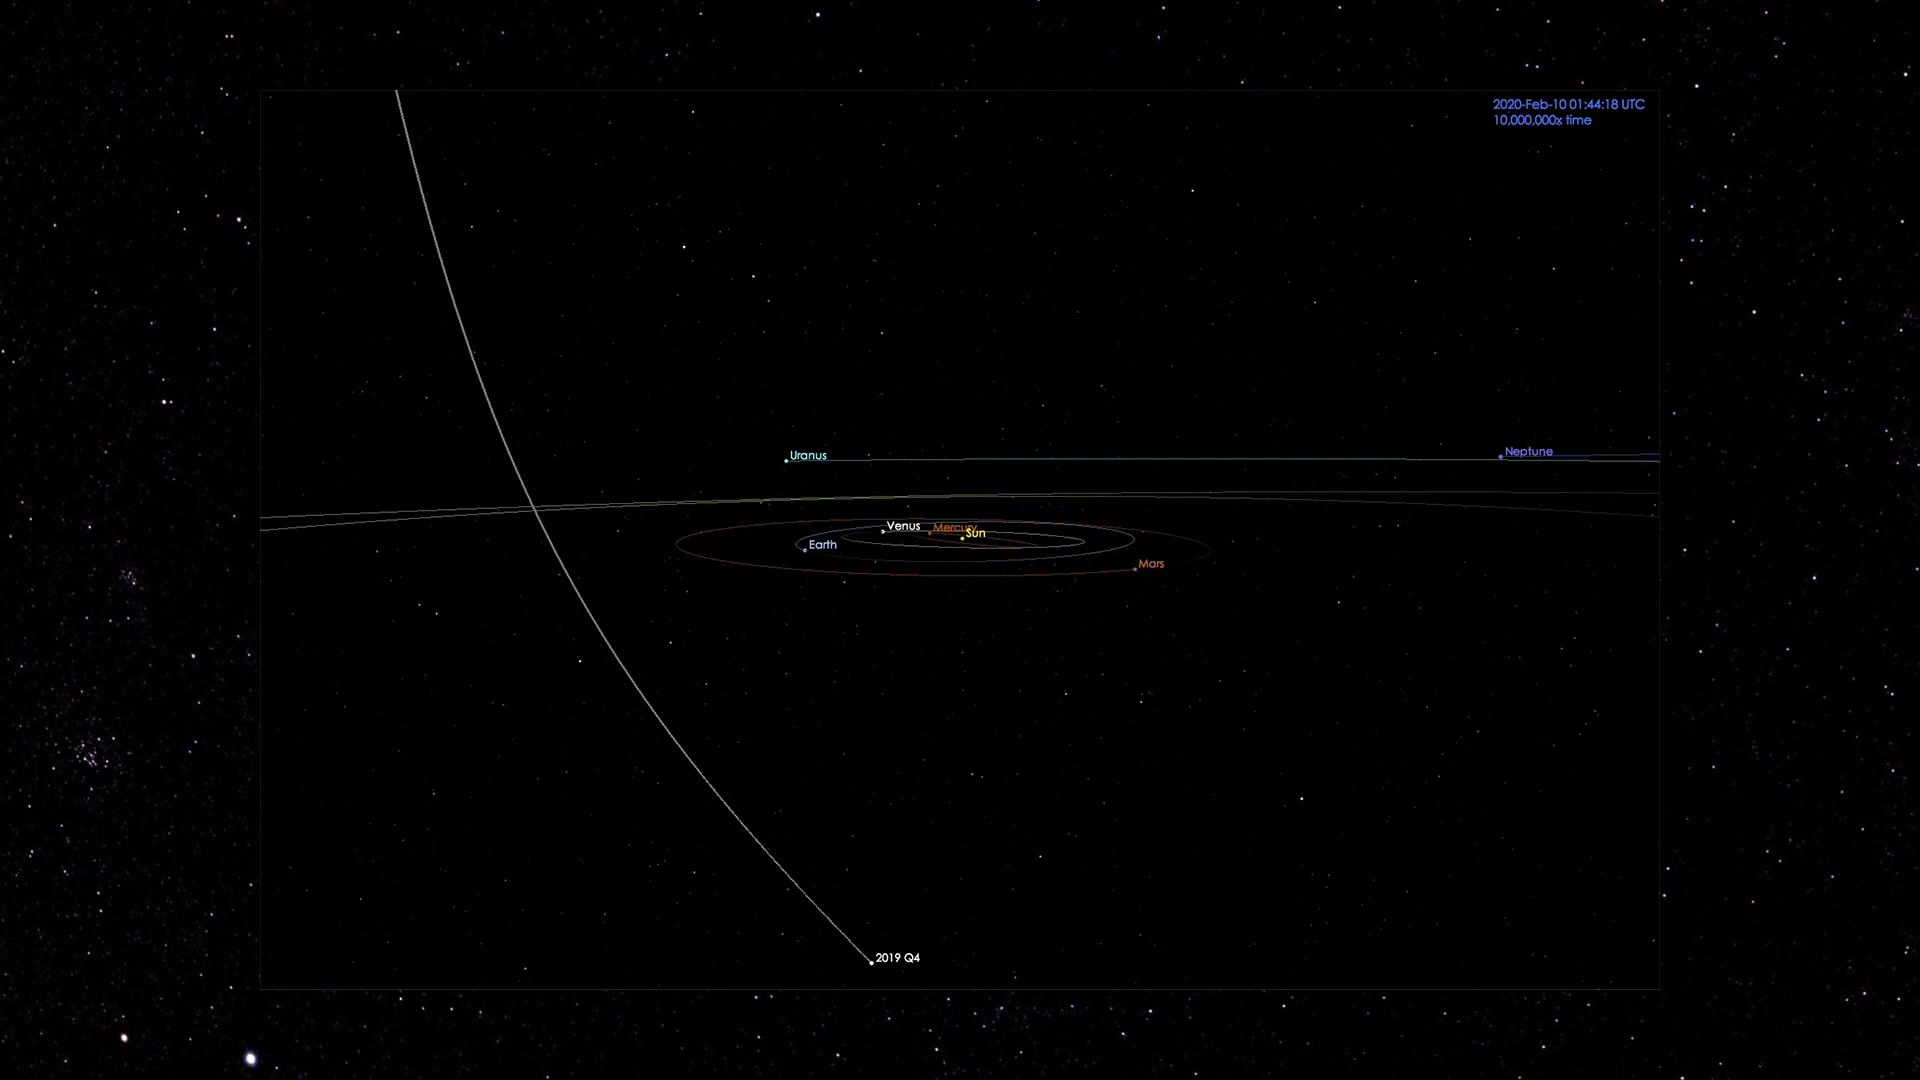 2020-Feb-10 01:44:18 UTC
10,000,000x time
Neptune
Uranus
Venus
Mercury
Sun
Earth
Mars
2019 Q4